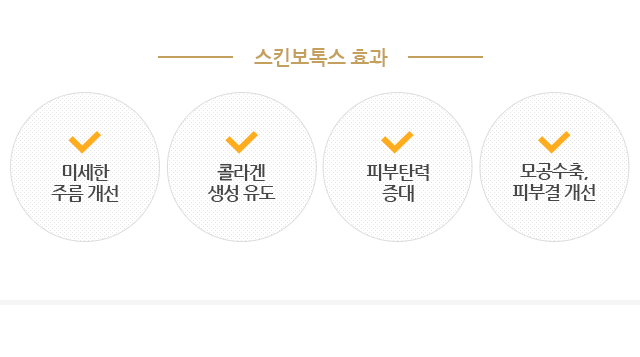 스킨보톡스 효과
미세한
주름 개선
콜라겐
생성 유도
피부탄력
증대
모공수축,
피부결 개선